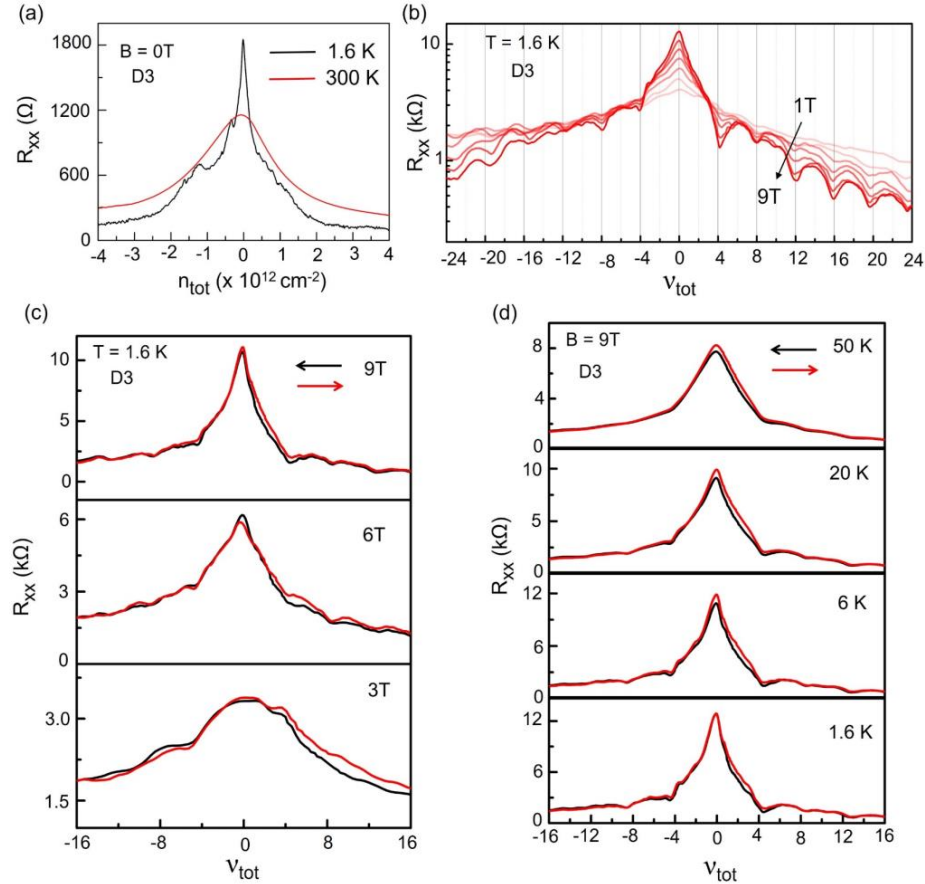 (a)
B = 0T
D3
1.6 K
300 K
Rxx (Ω)
1800
1200
600
0
-4 -3 -2 -1 0 1 2 3 4
ntot (x 10¹² cm⁻²)
(b)
T = 1.6 K
D3
1T
9T
Rxx (kΩ)
10
1
-24 -20 -16 -12 -8 -4 0 4 8 12 16 20 24
νtot
(c)
T = 1.6 K
D3
9T
10
5
0
6T
6
3
0
3T
3.0
1.5
Rxx (kΩ)
-16 -8 0 8 16
νtot
(d)
B = 9T
D3
50 K
8
4
0
20 K
10
5
0
6 K
12
6
0
1.6 K
12
6
0
Rxx (kΩ)
-16 -12 -8 -4 0 4 8 12 16
νtot